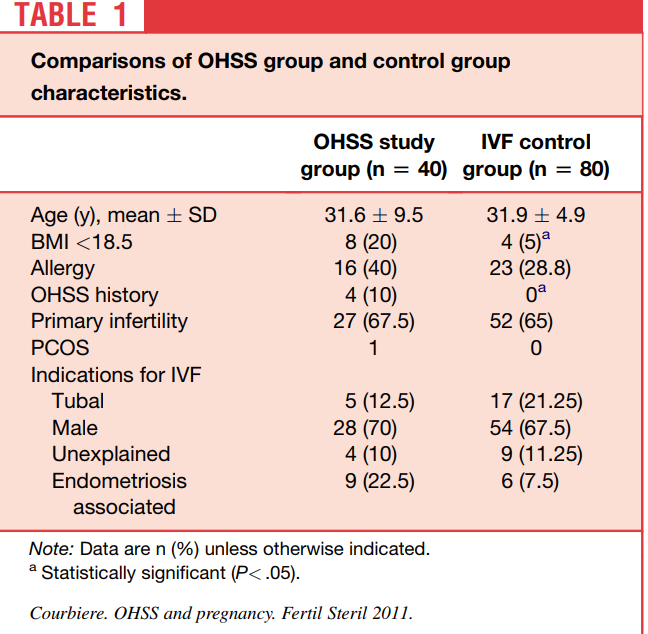 TABLE 1
Comparisons of OHSS group and control group
characteristics.
OHSS study IVF control
group (n = 40) group (n = 80)
Age (y), mean ± SD 31.6 ± 9.5 31.9 ± 4.9
BMI <18.5 8 (20) 4 (5)a
Allergy 16 (40) 23 (28.8)
OHSS history 4 (10) 0a
Primary infertility 27 (67.5) 52 (65)
PCOS 1 0
Indications for IVF
Tubal 5 (12.5) 17 (21.25)
Male 28 (70) 54 (67.5)
Unexplained 4 (10) 9 (11.25)
Endometriosis 9 (22.5) 6 (7.5)
associated
Note: Data are n (%) unless otherwise indicated.
a Statistically significant (P< .05).
Courbiere. OHSS and pregnancy. Fertil Steril 2011.